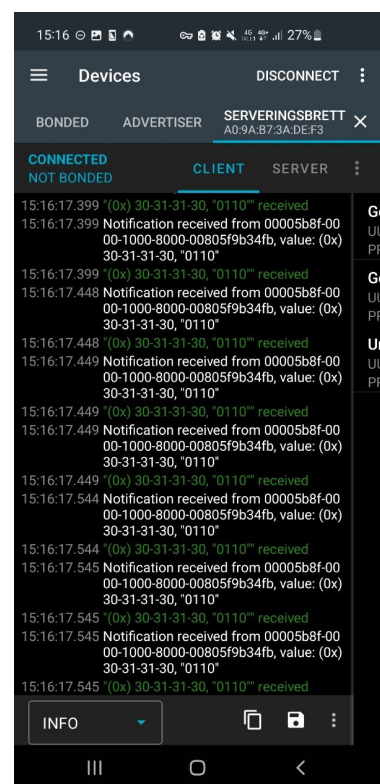 15:16 27%
Devices DISCONNECT
BONDED ADVERTISER SERVERINGSBRETT
A0:9A:B7:3A:DE:F3
CONNECTED
NOT BONDED CLIENT SERVER
15:16:17.399 "(0x) 30-31-31-30, "0110"" received
15:16:17.399 Notification received from 00005b8f-00
00-1000-8000-00805f9b34fb, value: (0x)
30-31-31-30, "0110"
15:16:17.399 "(0x) 30-31-31-30, "0110"" received
15:16:17.448 Notification received from 00005b8f-00
00-1000-8000-00805f9b34fb, value: (0x)
30-31-31-30, "0110"
15:16:17.448 "(0x) 30-31-31-30, "0110"" received
15:16:17.449 Notification received from 00005b8f-00
00-1000-8000-00805f9b34fb, value: (0x)
30-31-31-30, "0110"
15:16:17.449 "(0x) 30-31-31-30, "0110"" received
15:16:17.449 Notification received from 00005b8f-00
00-1000-8000-00805f9b34fb, value: (0x)
30-31-31-30, "0110"
15:16:17.449 "(0x) 30-31-31-30, "0110"" received
15:16:17.544 Notification received from 00005b8f-00
00-1000-8000-00805f9b34fb, value: (0x)
30-31-31-30, "0110"
15:16:17.544 "(0x) 30-31-31-30, "0110"" received
15:16:17.545 Notification received from 00005b8f-00
00-1000-8000-00805f9b34fb, value: (0x)
30-31-31-30, "0110"
15:16:17.545 "(0x) 30-31-31-30, "0110"" received
15:16:17.545 Notification received from 00005b8f-00
00-1000-8000-00805f9b34fb, value: (0x)
30-31-31-30, "0110"
15:16:17.545 "(0x) 30-31-31-30, "0110"" received
INFO